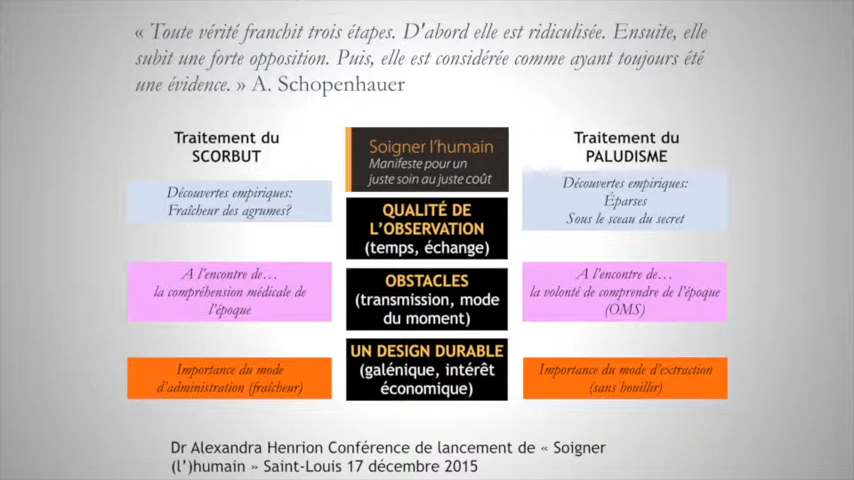 « Toute vérité franchit trois étapes. D'abord elle est ridiculisée. Ensuite, elle
subit une forte opposition. Puis, elle est considérée comme ayant toujours été
une évidence. » A. Schopenhauer
Traitement du
SCORBUT
Découvertes empiriques:
Fraîcheur des agrumes?
A l'encontre de…
la compréhension médicale de
l'époque
Importance du mode
d'administration (fraîcheur)
Soigner l'humain
Manifeste pour un
juste soin au juste coût
QUALITÉ DE
L'OBSERVATION
(temps, échange)
OBSTACLES
(transmission, mode
du moment)
UN DESIGN DURABLE
(galénique, intérêt
économique)
Traitement du
PALUDISME
Découvertes empiriques:
Éparses
Sous le sceau du secret
A l'encontre de…
la volonté de comprendre de l'époque
(OMS)
Importance du mode d'extraction
(sans bouillir)
Dr Alexandra Henrion Conférence de lancement de « Soigner
(l')humain » Saint-Louis 17 décembre 2015